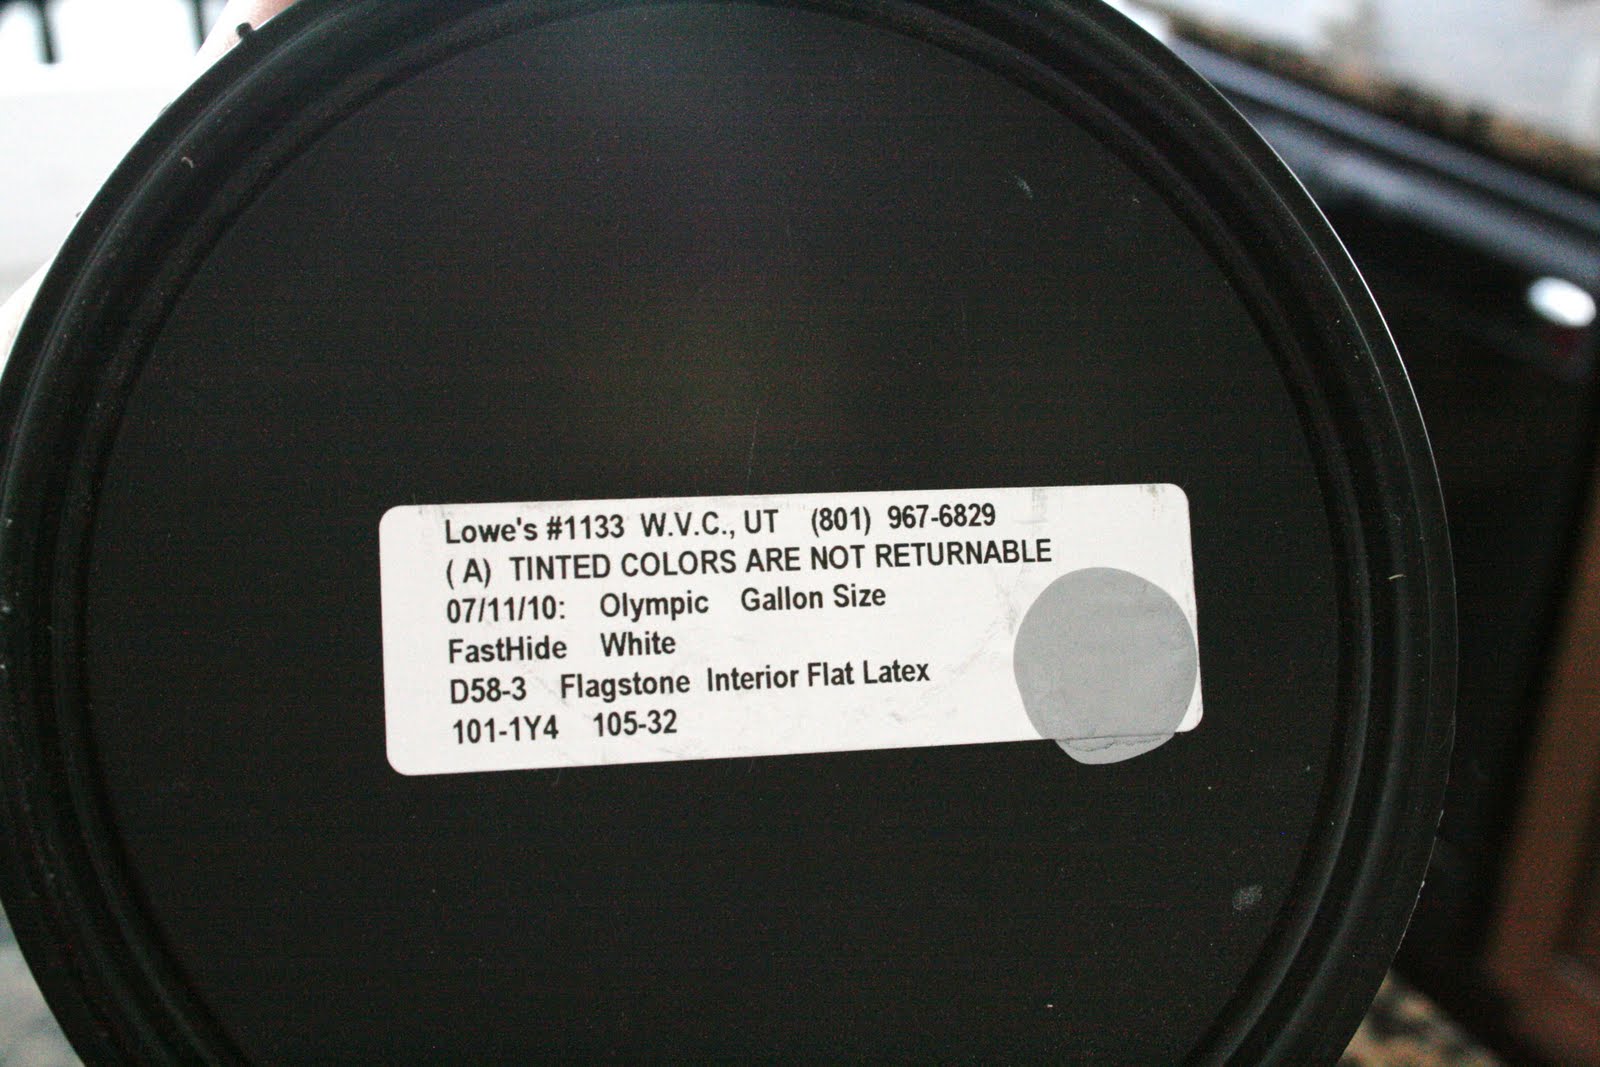 Lowe's #1133 W.V.C., UT (801) 967-6829
( A) TINTED COLORS ARE NOT RETURNABLE
07/11/10: Olympic Gallon Size
FastHide White
D58-3 Flagstone Interior Flat Latex
101-1Y4 105-32